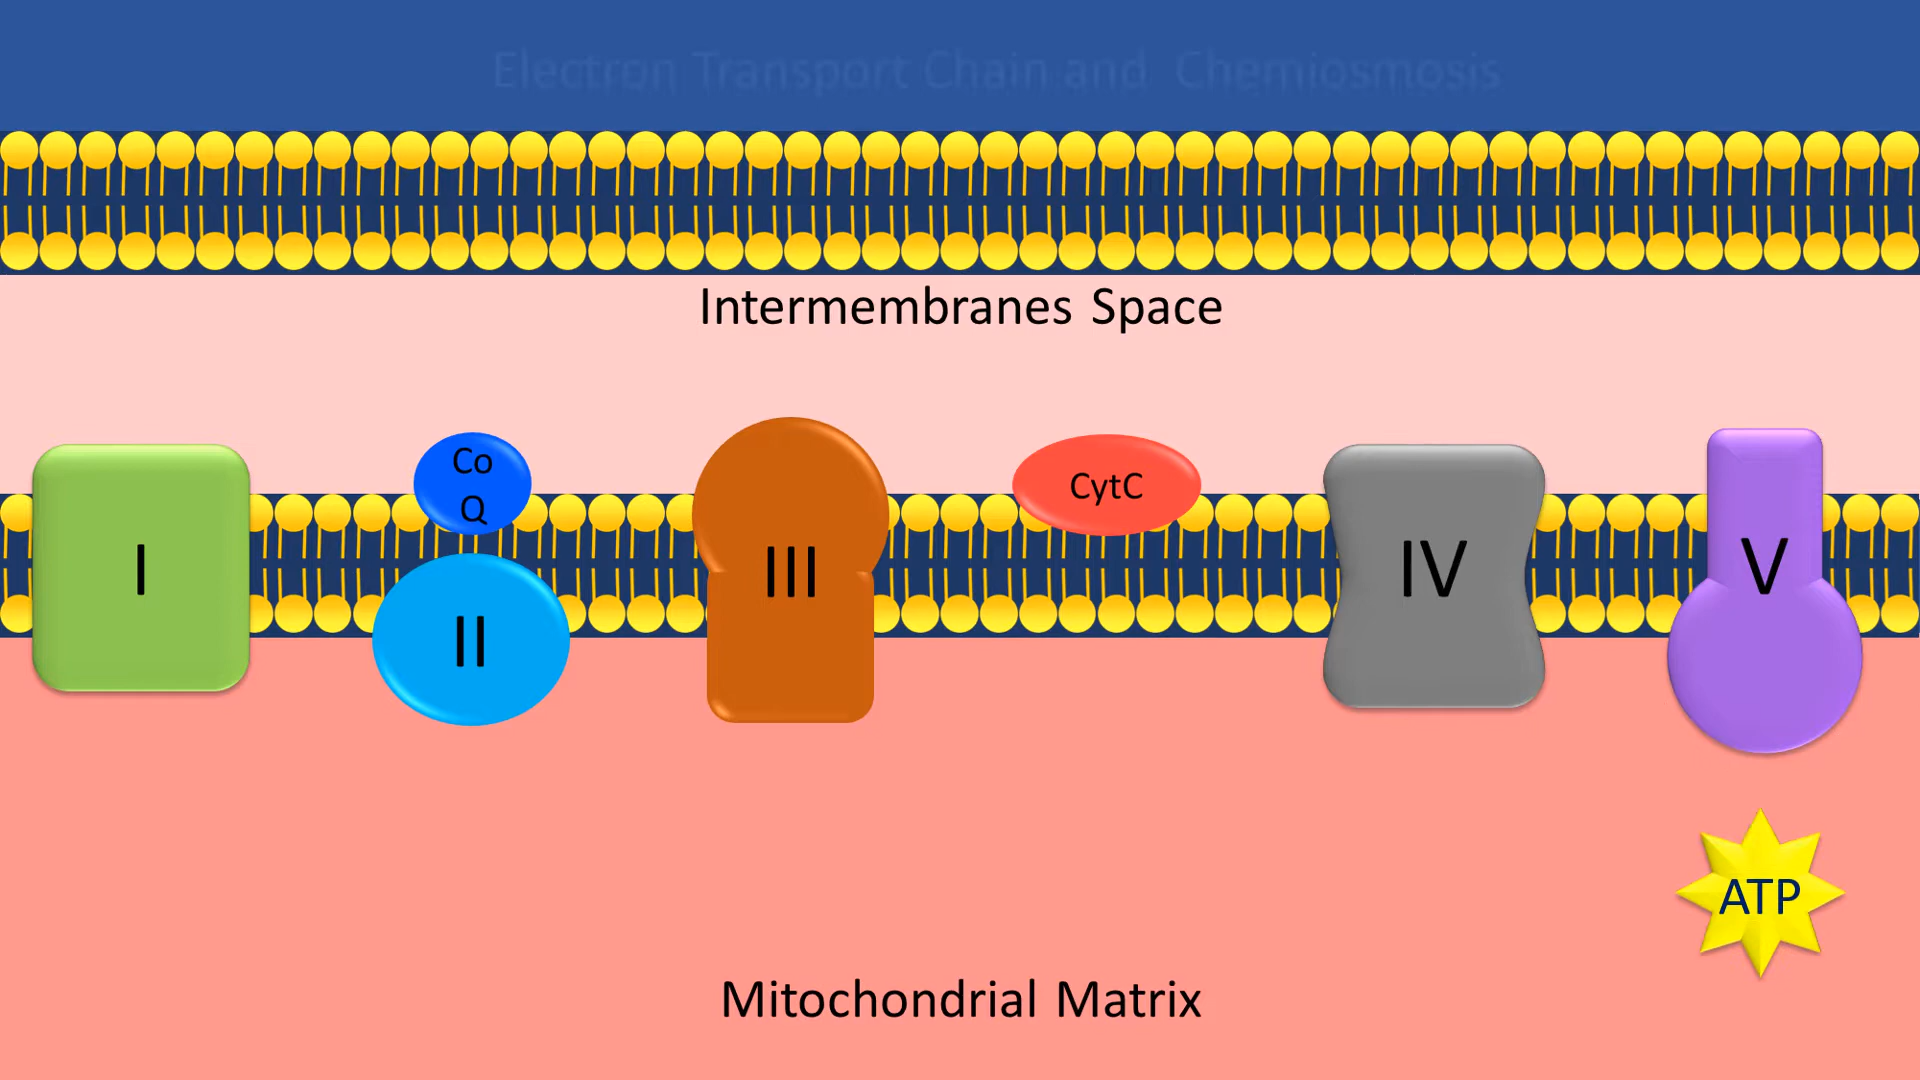 Electron Transport Chain and  Chemiosmosis
Intermembranes Space
Co
Q
CytC
I
II
III
IV
V
ATP
Mitochondrial Matrix